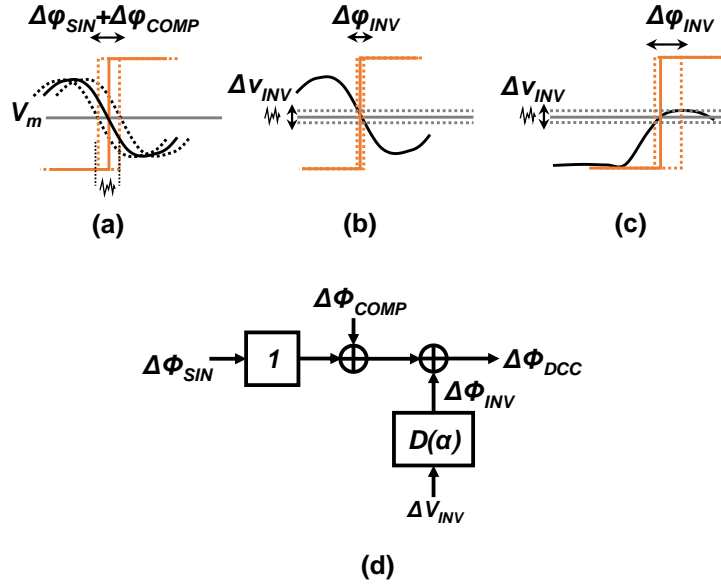 Δφ_SIN+Δφ_COMP
Δφ_INV
Δφ_INV
V_m
Δv_INV
Δv_INV
(a)
(b)
(c)
ΔΦ_COMP
ΔΦ_SIN
1
ΔΦ_DCC
ΔΦ_INV
D(α)
ΔV_INV
(d)